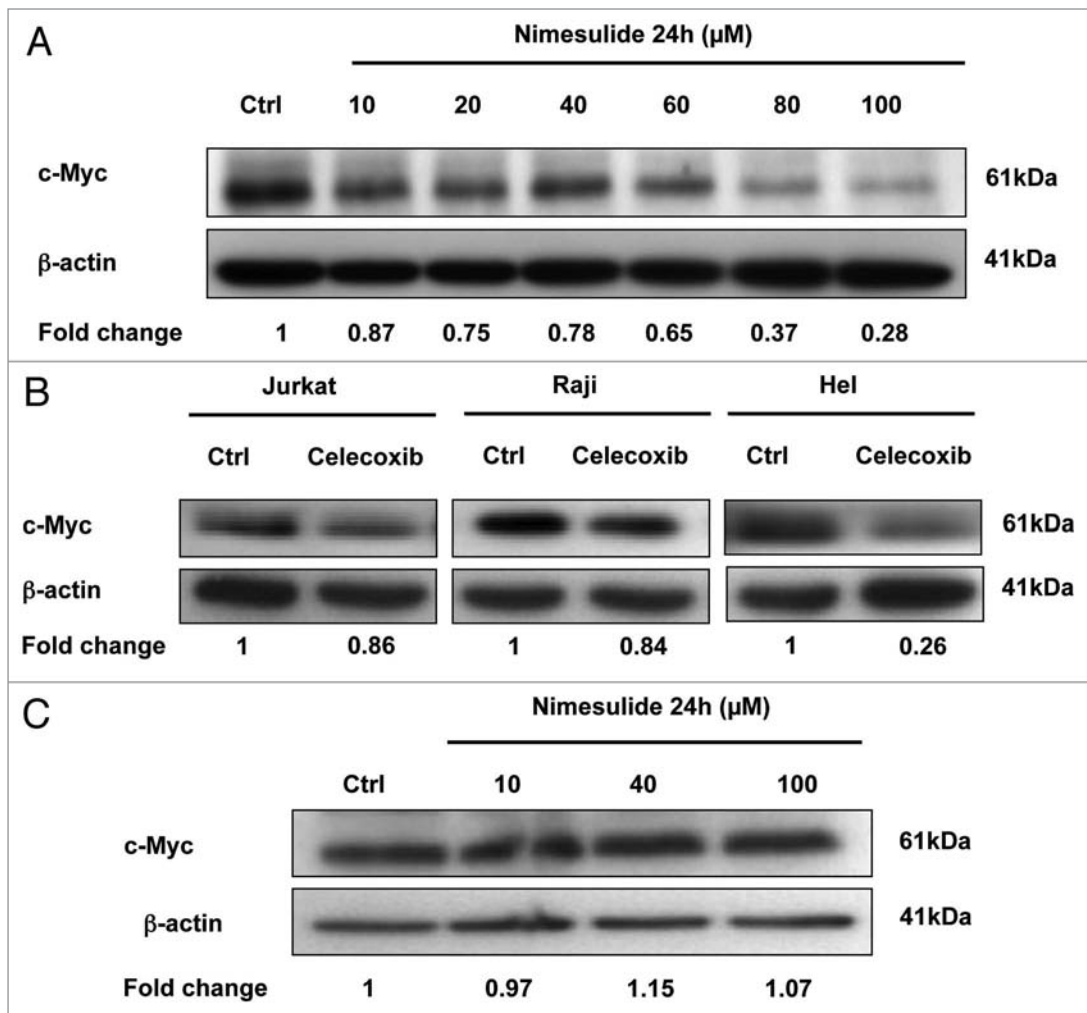 A
Nimesulide 24h (µM)
Ctrl 10 20 40 60 80 100
c-Myc 61kDa
β-actin 41kDa
Fold change 1 0.87 0.75 0.78 0.65 0.37 0.28
B
Jurkat Raji Hel
Ctrl Celecoxib Ctrl Celecoxib Ctrl Celecoxib
c-Myc 61kDa
β-actin 41kDa
Fold change 1 0.86 1 0.84 1 0.26
C
Nimesulide 24h (µM)
Ctrl 10 40 100
c-Myc 61kDa
β-actin 41kDa
Fold change 1 0.97 1.15 1.07